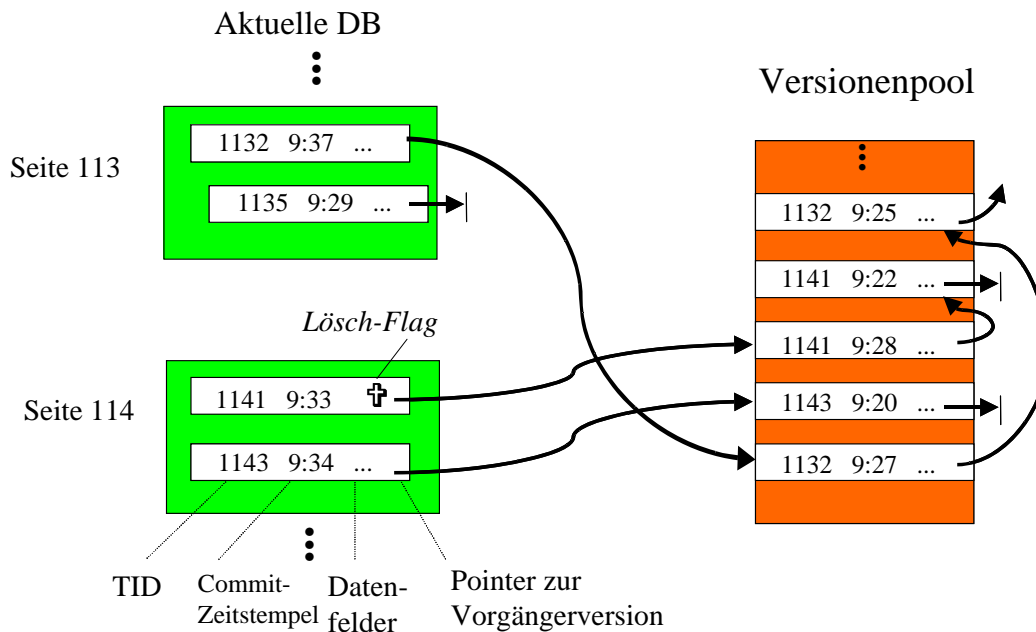 Aktuelle DB
Versionenpool
Seite 113
1132 9:37 ...
1135 9:29 ...
1132 9:25 ...
1141 9:22 ...
1141 9:28 ...
1143 9:20 ...
1132 9:27 ...
Lösch-Flag
Seite 114
1141 9:33
1143 9:34 ...
TID
Commit-
Zeitstempel
Daten-
felder
Pointer zur
Vorgängerversion